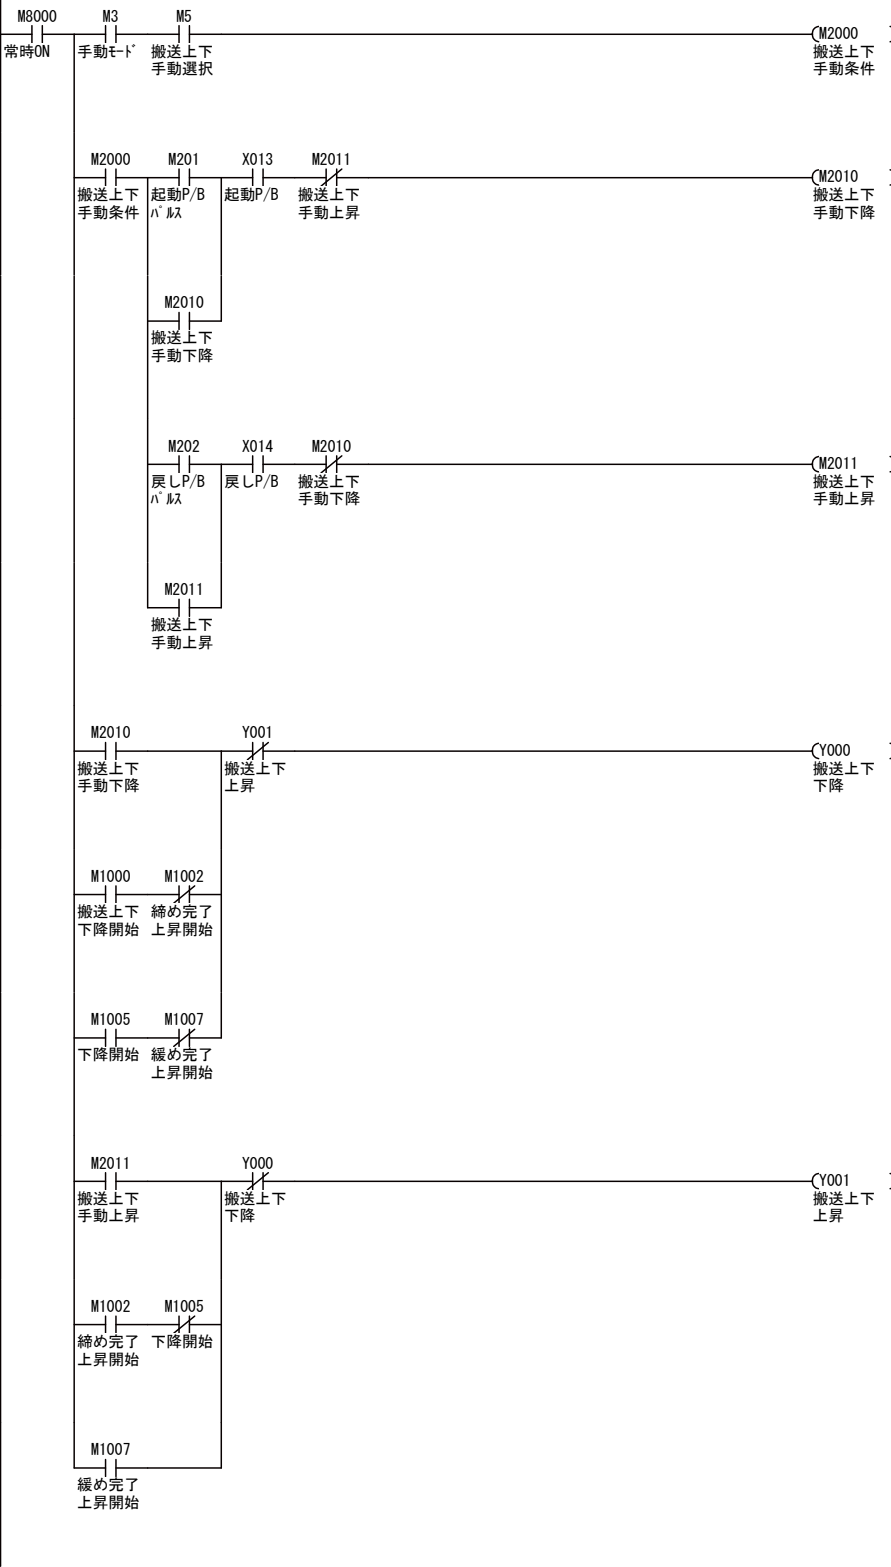 M8000 M3 M5
(M2000
常時ON 手動ﾓｰﾄﾞ 搬送上下 搬送上下
手動選択 手動条件
M2000 M201 X013 M2011
(M2010
搬送上下 起動P/B 起動P/B 搬送上下 搬送上下
手動条件 ﾊﾟﾙｽ 手動上昇 手動下降
M2010
搬送上下
手動下降
M202 X014 M2010
(M2011
戻しP/B 戻しP/B 搬送上下 搬送上下
ﾊﾟﾙｽ 手動下降 手動上昇
M2011
搬送上下
手動上昇
M2010 Y001
(Y000
搬送上下 搬送上下 搬送上下
手動下降 上昇 下降
M1000 M1002
搬送上下 締め完了
下降開始 上昇開始
M1005 M1007
下降開始 緩め完了
上昇開始
M2011 Y000
(Y001
搬送上下 搬送上下 搬送上下
手動上昇 下降 上昇
M1002 M1005
締め完了 下降開始
上昇開始
M1007
緩め完了
上昇開始